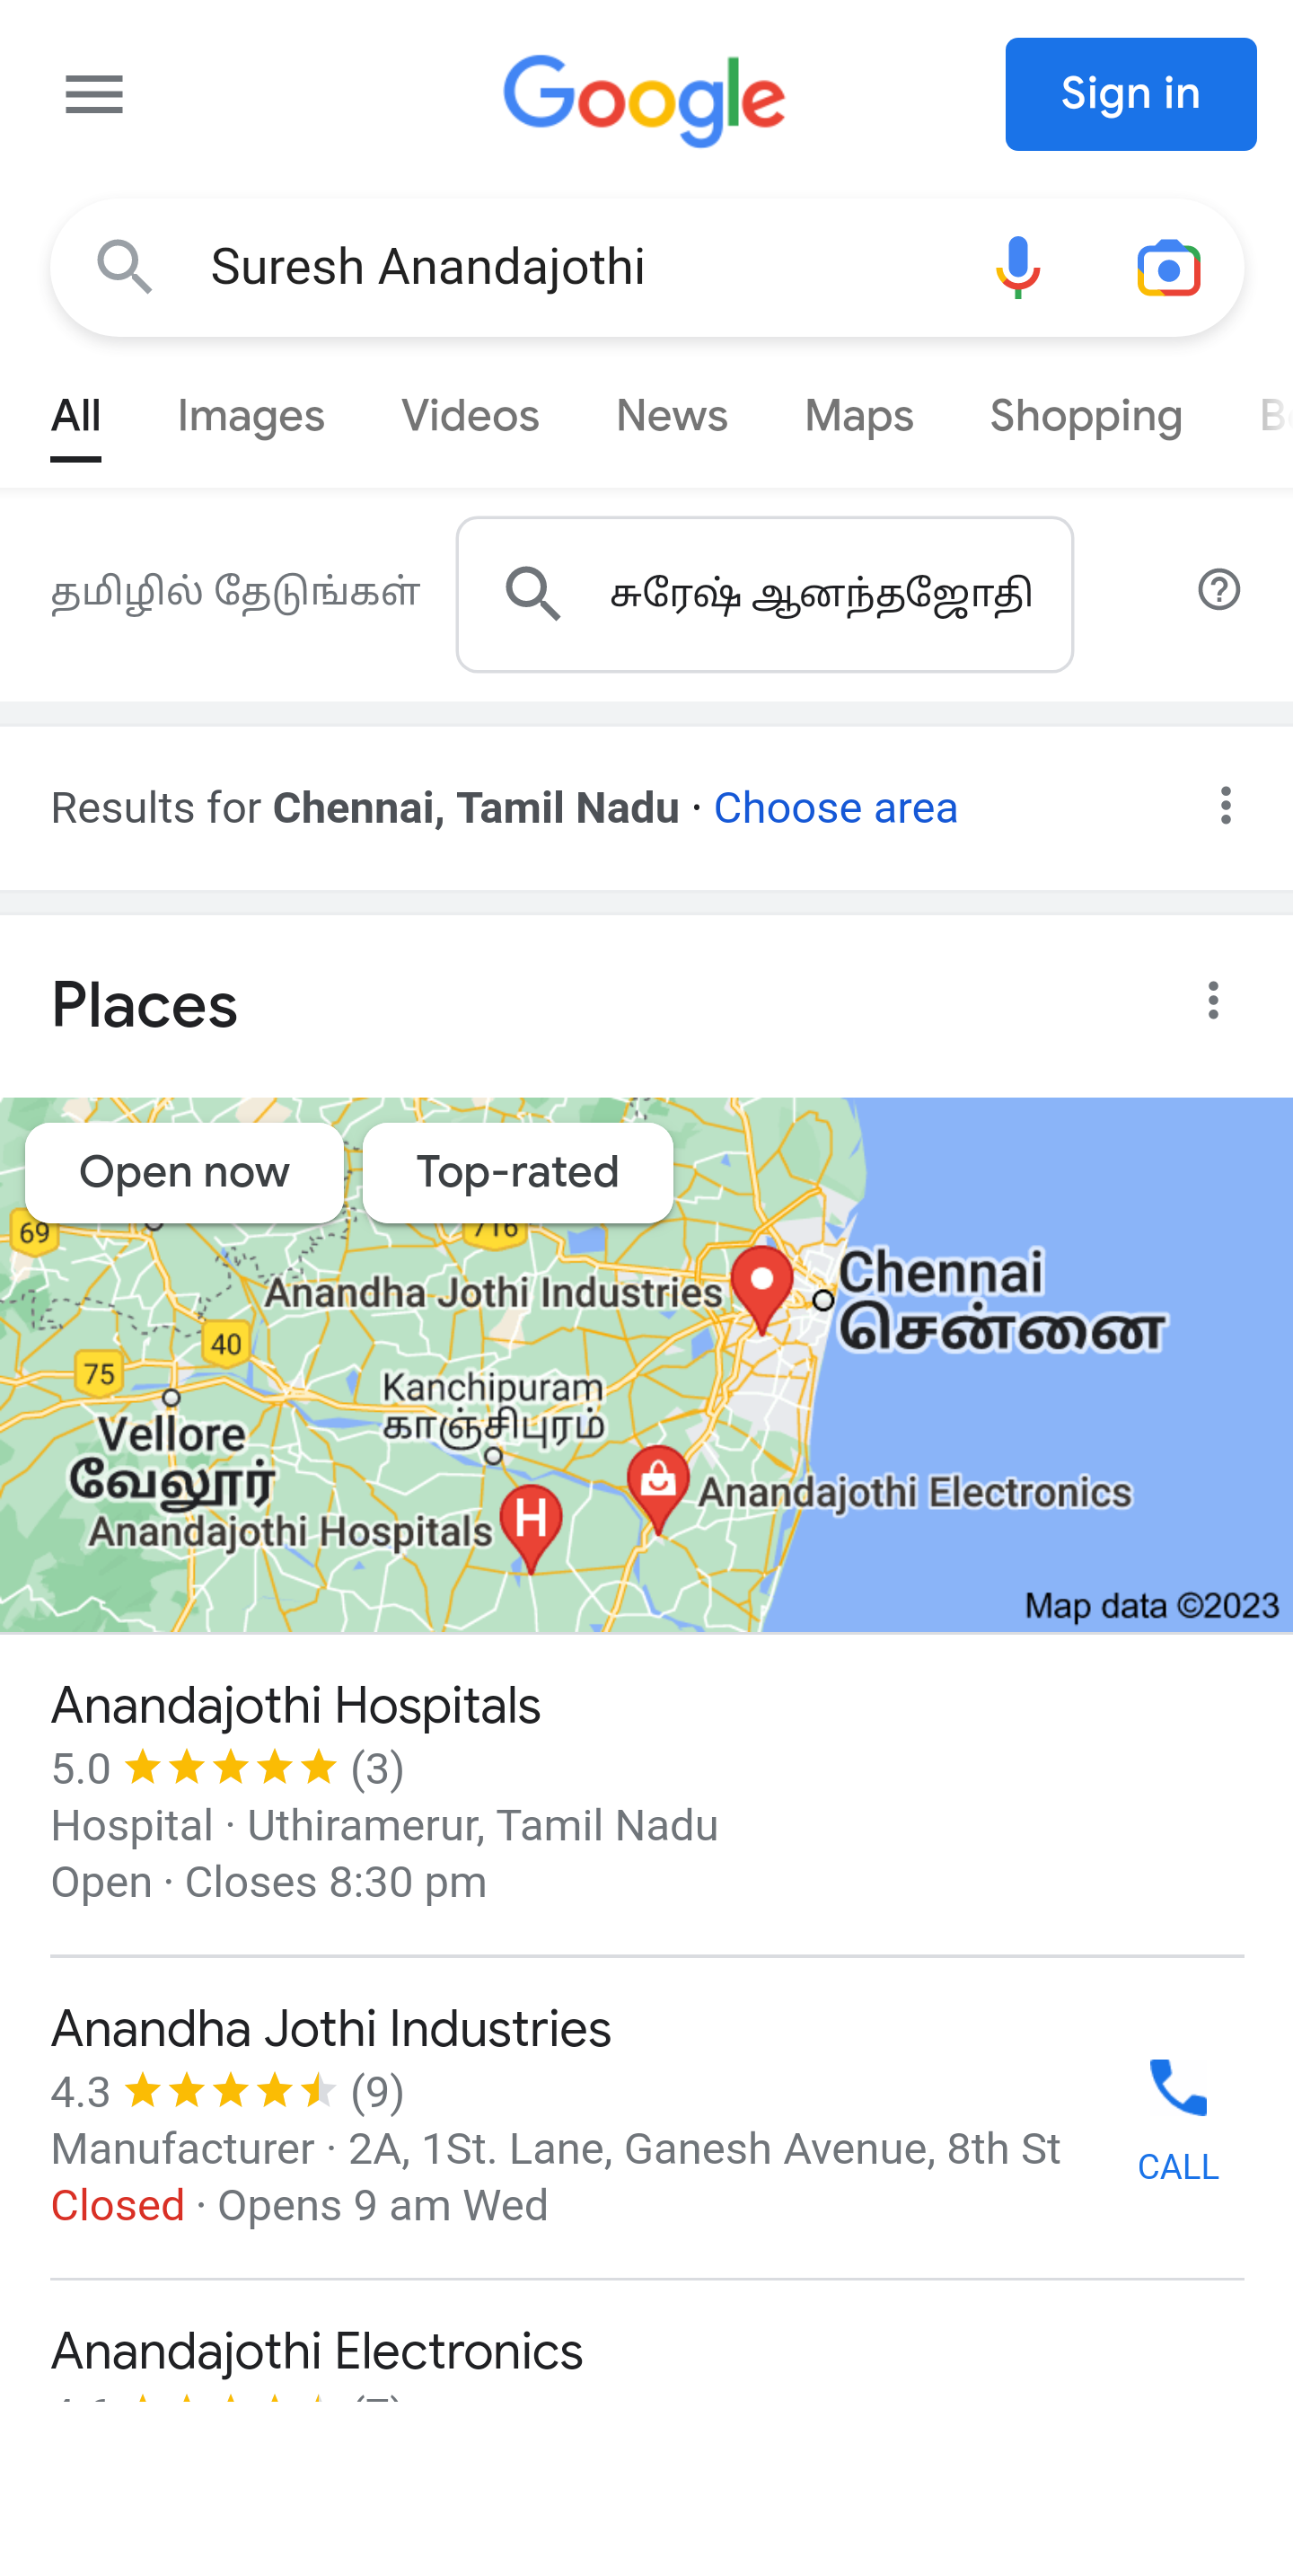 Google
Sign in
Suresh Anandajothi
All Images Videos News Maps Shopping
தமிழில் தேடுங்கள் சுரேஷ் ஆனந்தஜோதி
Results for Chennai, Tamil Nadu · Choose area
Places
Open now Top-rated
69
716
Anandha Jothi Industries
Chennai
சென்னை
40
75
Kanchipuram
காஞ்சிபுரம்
Vellore
வேலூர்
Anandajothi Electronics
Anandajothi Hospitals
H
Map data ©2023
Anandajothi Hospitals
5.0 (3)
Hospital · Uthiramerur, Tamil Nadu
Open · Closes 8:30 pm
Anandha Jothi Industries
4.3 (9)
Manufacturer · 2A, 1St. Lane, Ganesh Avenue, 8th St
CALL
Closed · Opens 9 am Wed
Anandajothi Electronics